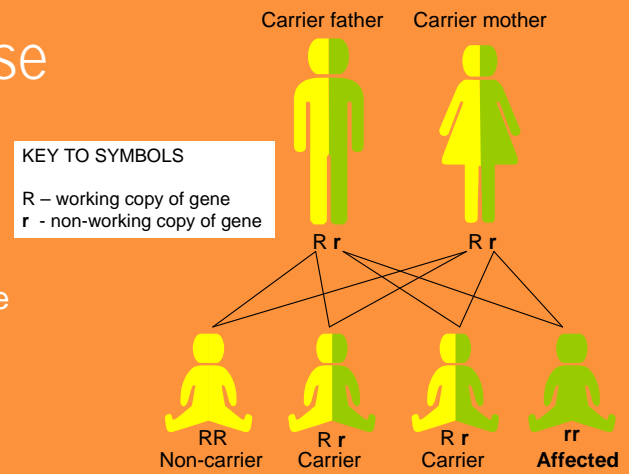 se
Carrier father Carrier mother
KEY TO SYMBOLS
R – working copy of gene
r - non-working copy of gene
R r R r
e
RR R r R r rr
Non-carrier Carrier Carrier Affected